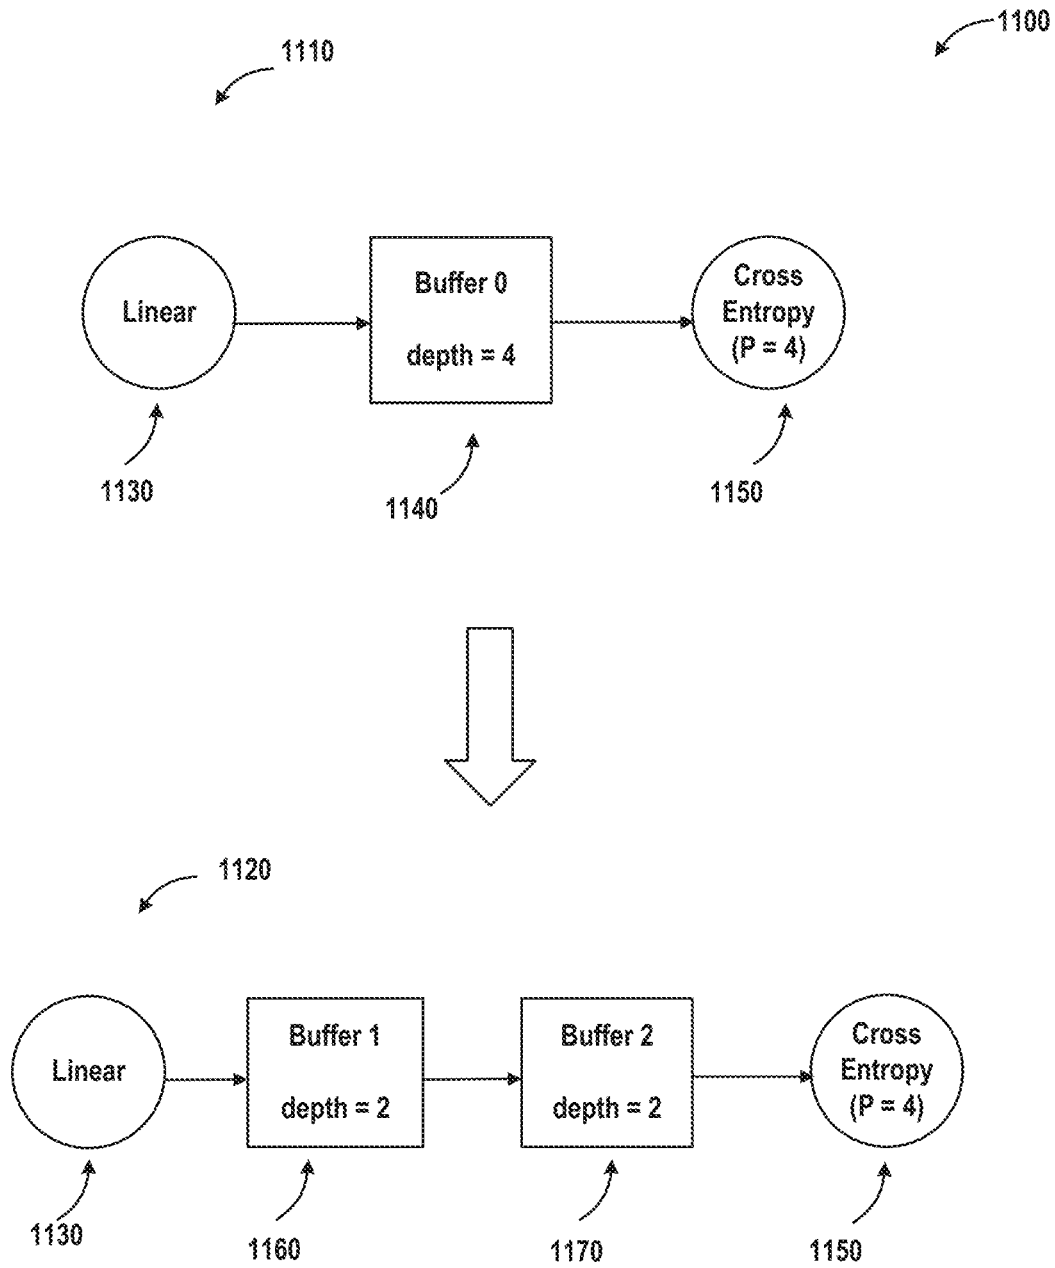 1100
1110
Linear
Buffer 0
depth = 4
Cross
Entropy
(P = 4)
1130
1140
1150
1120
Linear
Buffer 1
depth = 2
Buffer 2
depth = 2
Cross
Entropy
(P = 4)
1130
1160
1170
1150